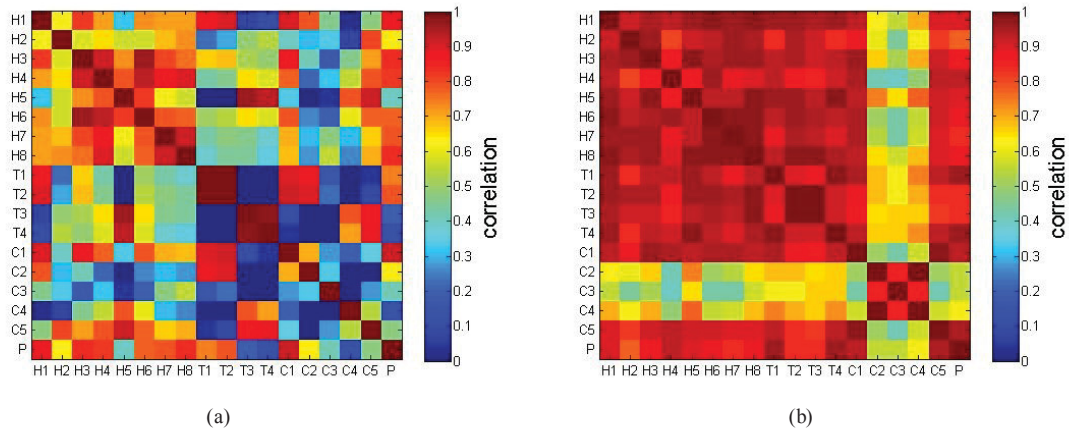 H1
H2
H3
H4
H5
H6
H7
H8
T1
T2
T3
T4
C1
C2
C3
C4
C5
P
H1 H2 H3 H4 H5 H6 H7 H8 T1 T2 T3 T4 C1 C2 C3 C4 C5 P
1
0.9
0.8
0.7
0.6
0.5
0.4
0.3
0.2
0.1
0
correlation
(a)
H1
H2
H3
H4
H5
H6
H7
H8
T1
T2
T3
T4
C1
C2
C3
C4
C5
P
H1 H2 H3 H4 H5 H6 H7 H8 T1 T2 T3 T4 C1 C2 C3 C4 C5 P
1
0.9
0.8
0.7
0.6
0.5
0.4
0.3
0.2
0.1
0
correlation
(b)